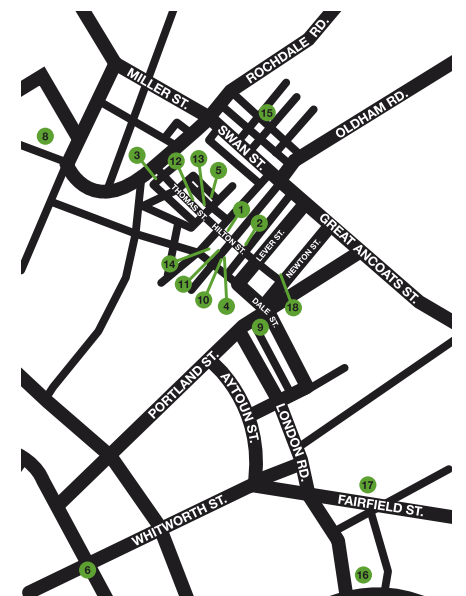 ROCHDALE RD.
MILLER ST.
OLDHAM RD.
15
SWAN ST.
8
3
12
13
5
THOMAS ST.
1
2
HILTON ST.
LEVER ST.
NEWTON ST.
GREAT ANCOATS ST.
14
11
10
4
18
DALE ST.
9
PORTLAND ST.
AYTOUN ST.
LONDON RD.
17
FAIRFIELD ST.
WHITWORTH ST.
6
16